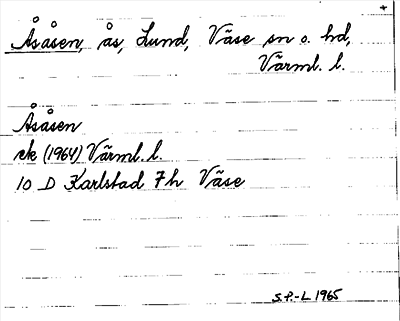 Åsåsen, ås, Lund, Väse sn o. hd,
Värml. l.
Åsåsen
ek (1964) Värml. l.
10 D Karlstad 7 h Väse
S.P.-L 1965